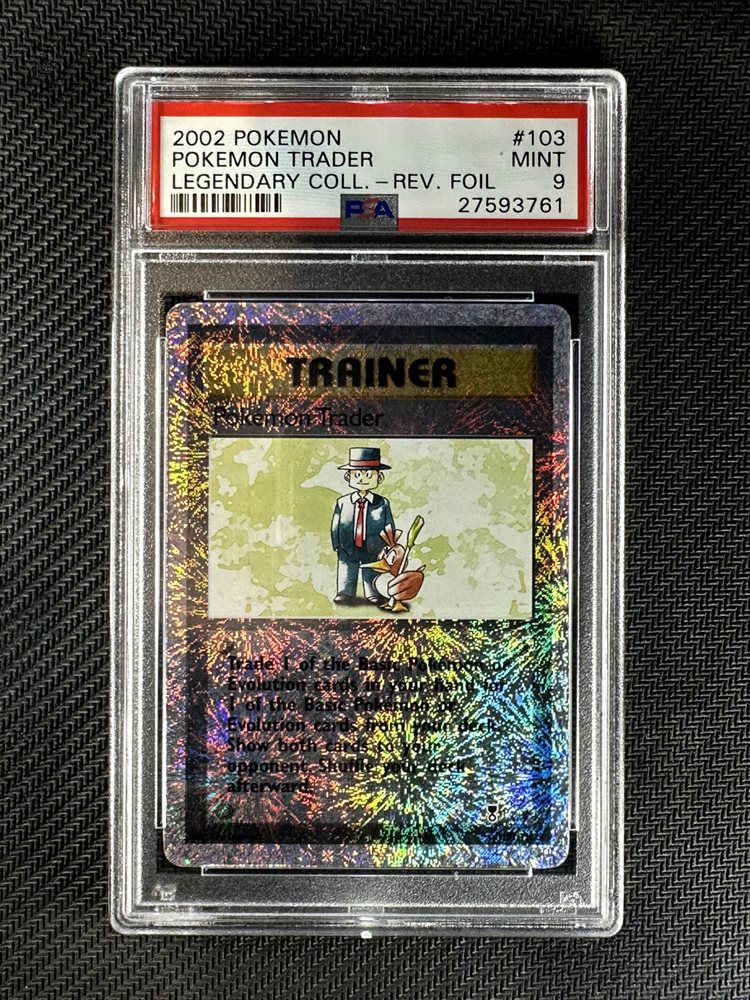 2002 POKEMON #103
POKEMON TRADER MINT
LEGENDARY COLL. - REV. FOIL 9
PSA 27593761
TRAINER
Pokémon Trader
Trade 1 of the Basic Pokémon or
Evolution cards in your hand for
1 of the Basic Pokémon or
Evolution cards from your deck.
Show both cards to your
opponent. Shuffle your deck
afterward.